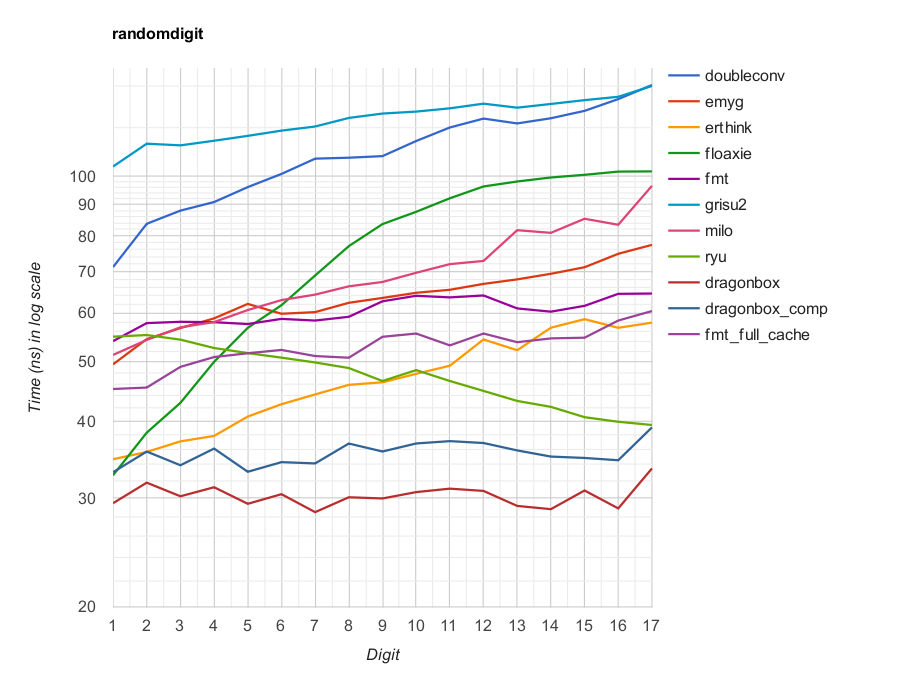 randomdigit
Time (ns) in log scale
100
90
80
70
60
50
40
30
20
1 2 3 4 5 6 7 8 9 10 11 12 13 14 15 16 17
Digit
doubleconv
emyg
erthink
floaxie
fmt
grisu2
milo
ryu
dragonbox
dragonbox_comp
fmt_full_cache